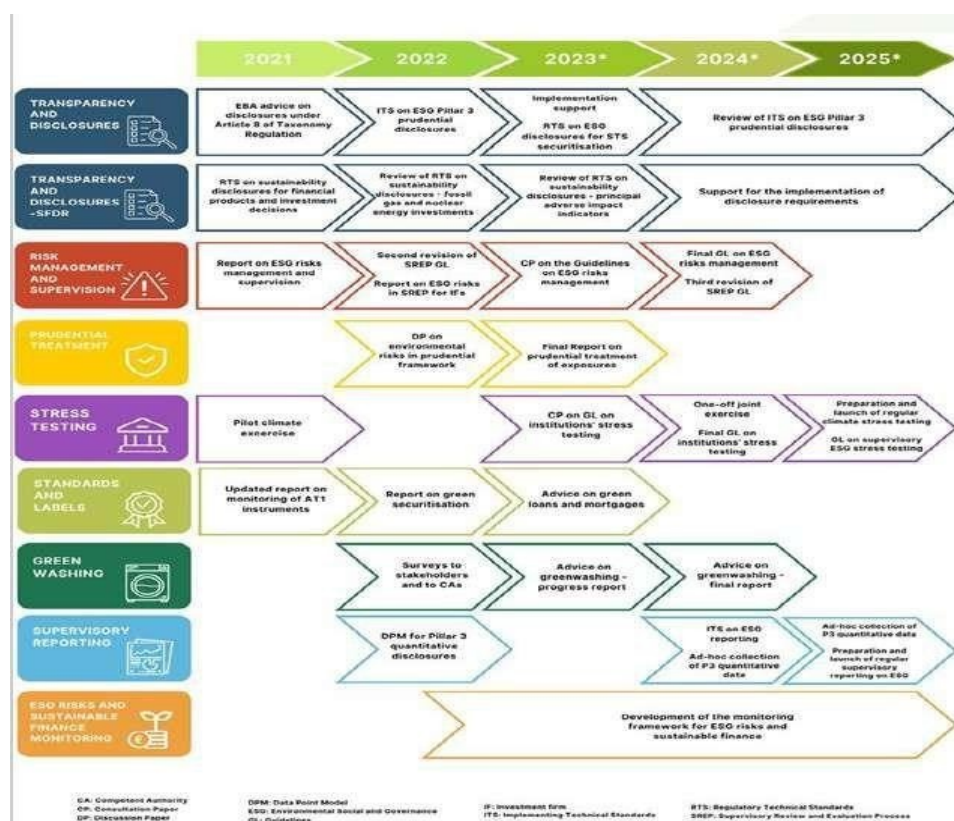 2021
2022
2023*
2024*
2025*
TRANSPARENCY
AND
DISCLOSURES
EBA advice on
disclosures under
Article 8 of Taxonomy
Regulation
ITS on ESG Pillar 3
prudential
disclosures
Implementation
support
RTS on ESG
disclosures for STS
securitisation
Review of ITS on ESG Pillar 3
prudential disclosures
TRANSPARENCY
AND
DISCLOSURES
-SFDR
RTS on sustainability
disclosures for financial
products and investment
decisions
Review of RTS on
sustainability
disclosures - fossil
gas and nuclear
energy investments
Review of RTS on
sustainability
disclosures - principal
adverse impact
indicators
Support for the implementation of
disclosure requirements
RISK
MANAGEMENT
AND
SUPERVISION
Report on ESG risks
management and
supervision
Second revision of
SREP GL
Report on ESG risks
in SREP for IFs
CP on the Guidelines
on ESG risks
management
Final GL on ESG
risks management
Third revision of
SREP GL
PRUDENTIAL
TREATMENT
DP on
environmental
risks in prudential
framework
Final Report on
prudential treatment
of exposures
STRESS
TESTING
Pilot climate
exnercise
CP on GL on
institutions' stress
testing
One-off joint
exercise
Final GL on
institutions' stress
testing
Preparation and
launch of regular
climate stress testing
GL on supervisory
ESG stress testing
STANDARDS
AND
LABELS
Updated report on
monitoring of AT1
instruments
Report on green
securitisation
Advice on green
loans and mortgages
GREEN
WASHING
Surveys to
stakeholders
and to CAs
Advice on
greenwashing -
progress report
Advice on
greenwashing -
final report
SUPERVISORY
REPORTING
DPM for Pillar 3
quantitative
disclosures
ITS on ESG
reporting
Ad-hoc collection
of P3 quantitative
data
Ad-hoc collection of
P3 quantitative data
Preparation and
launch of regular
supervisory
reporting on ESG
ESG RISKS AND
SUSTAINABLE
FINANCE
MONITORING
Development of the monitoring
framework for ESG risks and
sustainable finance
CA: Competent Authority
CP: Consultation Paper
DP: Discussion Paper
DPM: Data Point Model
ESG: Environmental Social and Governance
GL: Guidelines
IF: Investment firm
ITS: Implementing Technical Standards
RTS: Regulatory Technical Standards
SREP: Supervisory Review and Evaluation Process